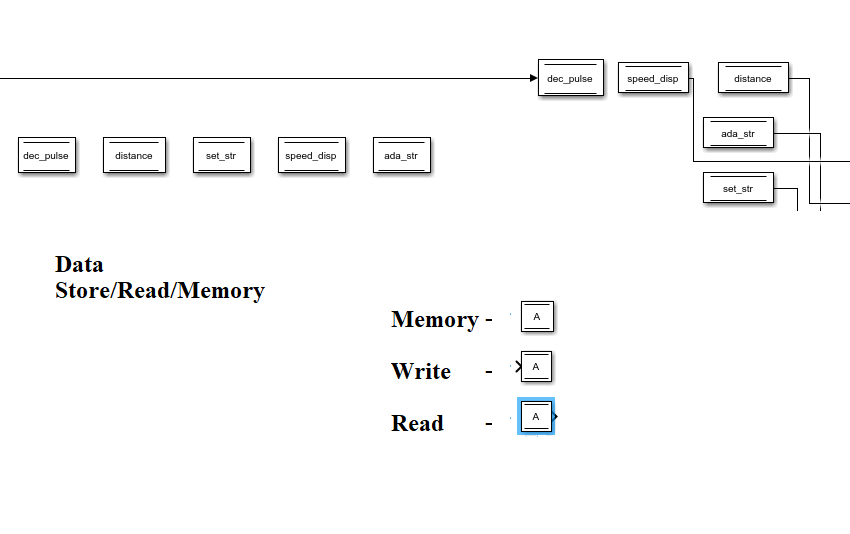 dec_pulse speed_disp distance
ada_str
dec_pulse distance set_str speed_disp ada_str
set_str
Data
Store/Read/Memory
Memory - A
Write - A
Read - A